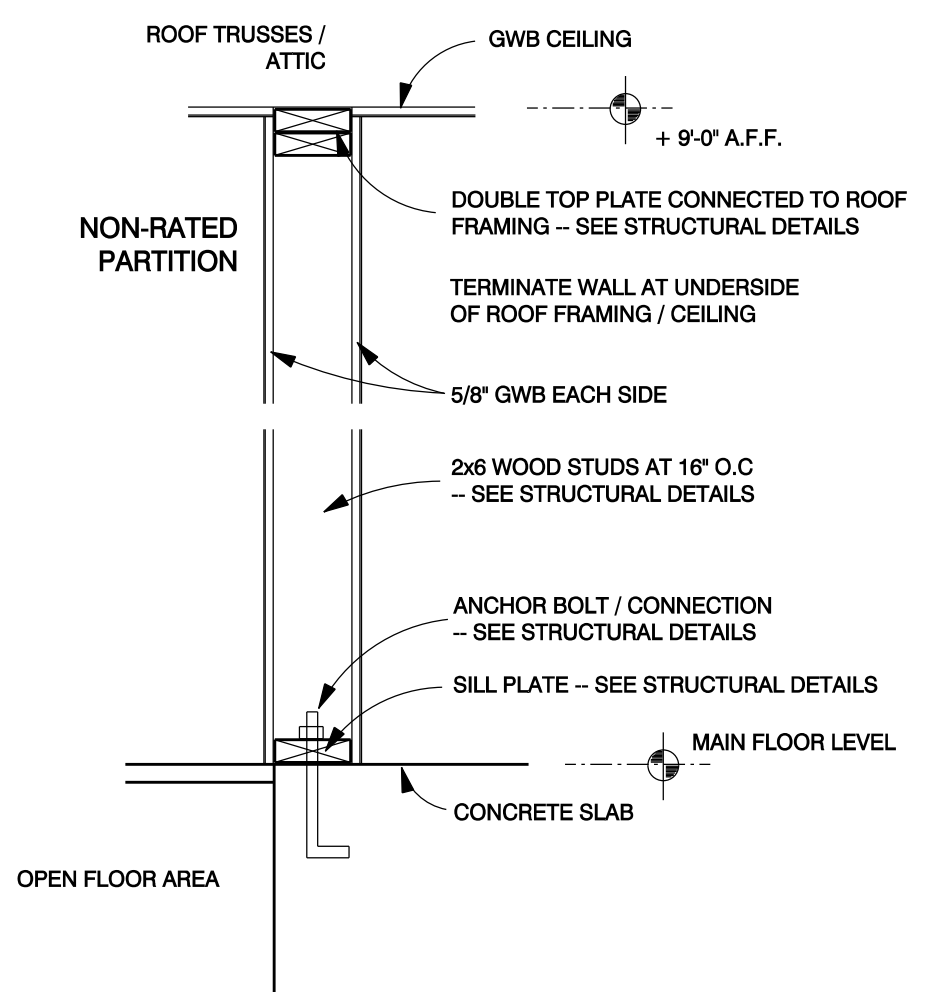 ROOF TRUSSES /
ATTIC
GWB CEILING
+ 9'-0" A.F.F.
DOUBLE TOP PLATE CONNECTED TO ROOF
FRAMING -- SEE STRUCTURAL DETAILS
NON-RATED
PARTITION
TERMINATE WALL AT UNDERSIDE
OF ROOF FRAMING / CEILING
5/8" GWB EACH SIDE
2x6 WOOD STUDS AT 16" O.C
-- SEE STRUCTURAL DETAILS
ANCHOR BOLT / CONNECTION
-- SEE STRUCTURAL DETAILS
SILL PLATE -- SEE STRUCTURAL DETAILS
MAIN FLOOR LEVEL
CONCRETE SLAB
OPEN FLOOR AREA